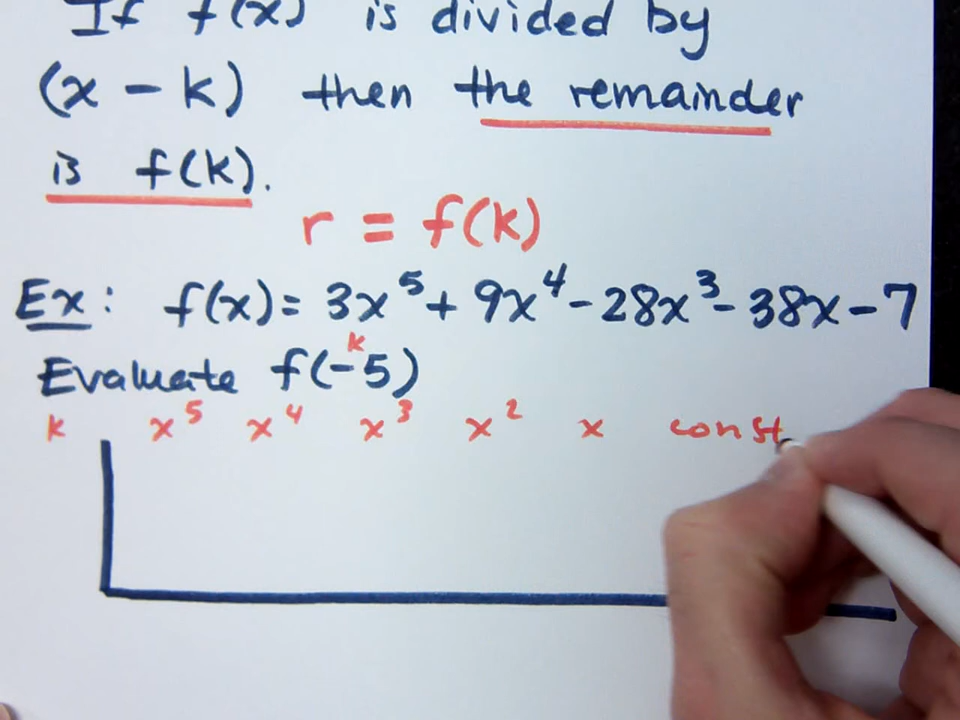 If f(x) is divided by
(x - k) then the remainder
is f(k).
r = f(k)
Ex: f(x) = 3x⁵ + 9x⁴ - 28x³ - 38x - 7
k
Evaluate f(-5)
k x⁵ x⁴ x³ x² x const